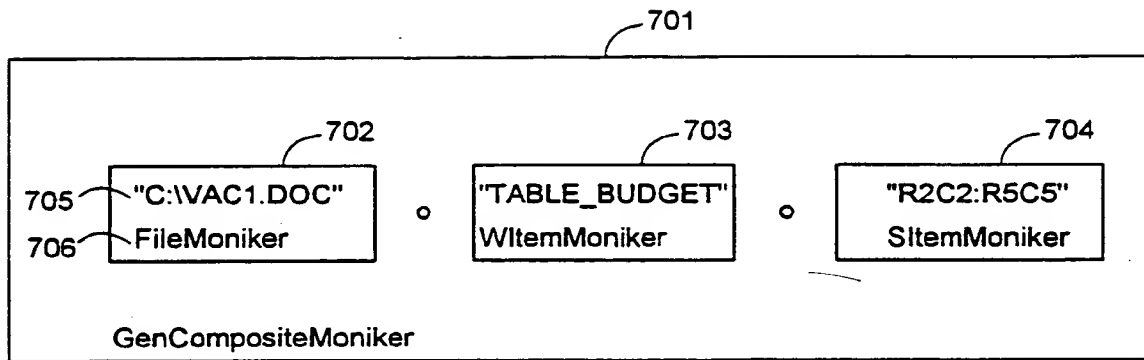 701
702
703
704
705 "C:\VAC1.DOC" "TABLE_BUDGET" "R2C2:R5C5"
706 FileMoniker WItemMoniker SItemMoniker
GenCompositeMoniker